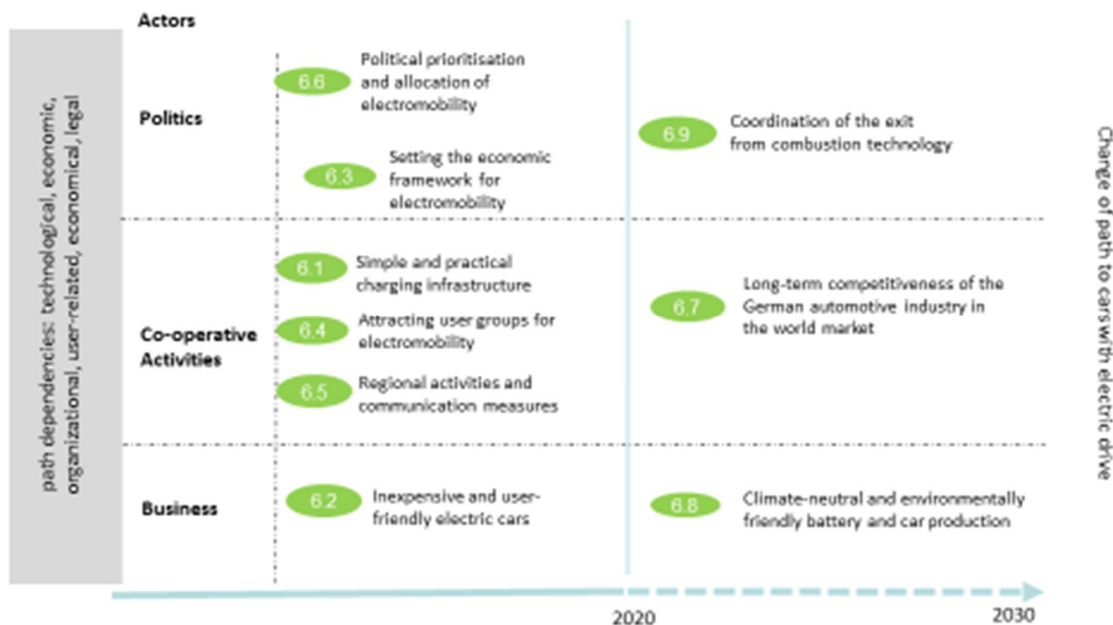 Actors
path dependencies: technological, economic,
organizational, user-related, economical, legal
Politics
6.6
Political prioritisation
and allocation of
electromobility
6.3
Setting the economic
framework for
electromobility
6.9
Coordination of the exit
from combustion technology
Co-operative
Activities
6.1
Simple and practical
charging infrastructure
6.4
Attracting user groups for
electromobility
6.5
Regional activities and
communication measures
6.7
Long-term competitiveness of the
German automotive industry in
the world market
Business
6.2
Inexpensive and user-
friendly electric cars
6.8
Climate-neutral and environmentally
friendly battery and car production
Change of path to cars with electric drive
2020
2030